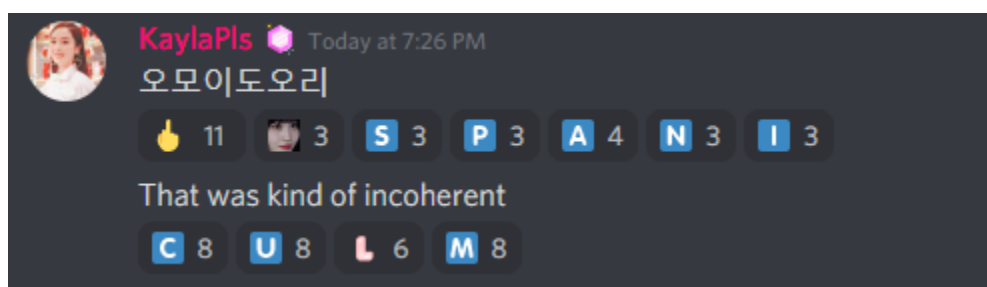 KaylaPls Today at 7:26 PM
오모이도오리
11 3 S 3 P 3 A 4 N 3 I 3
That was kind of incoherent
C 8 U 8 L 6 M 8